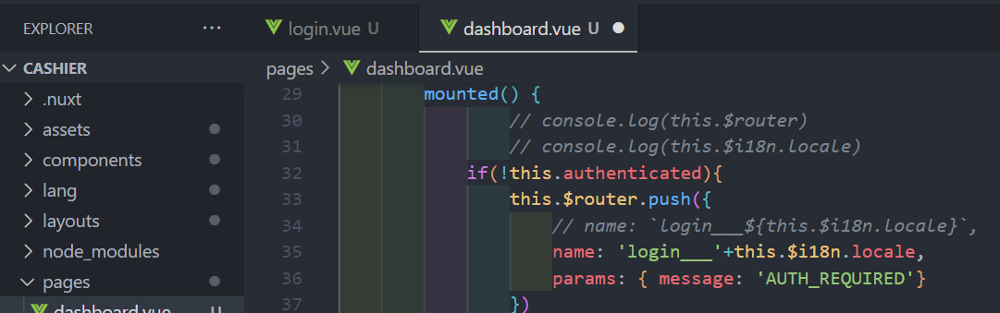 EXPLORER ···
login.vue U
dashboard.vue U
CASHIER
pages > dashboard.vue
.nuxt
assets
components
lang
layouts
node_modules
pages
dashboard.vue U
29 mounted() {
30 // console.log(this.$router)
31 // console.log(this.$i18n.locale)
32 if(!this.authenticated){
33 this.$router.push({
34 // name: `login___${this.$i18n.locale}`,
35 name: 'login___'+this.$i18n.locale,
36 params: { message: 'AUTH_REQUIRED'}
37 })